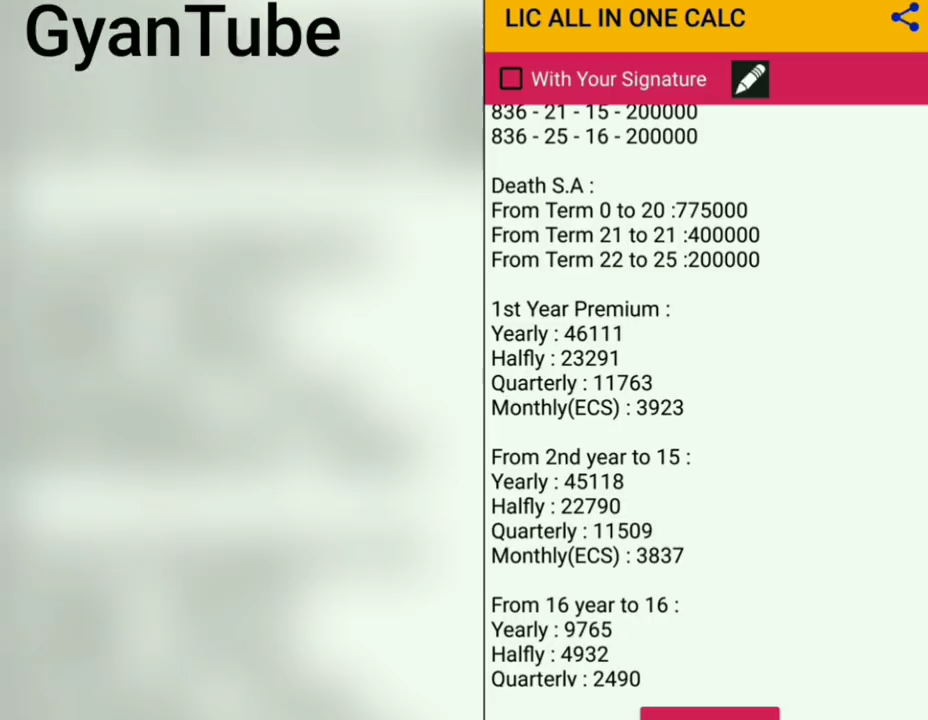 GyanTube
LIC ALL IN ONE CALC
With Your Signature
836 - 21 - 15 - 200000
836 - 25 - 16 - 200000
Death S.A :
From Term 0 to 20 :775000
From Term 21 to 21 :400000
From Term 22 to 25 :200000
1st Year Premium :
Yearly : 46111
Halfly : 23291
Quarterly : 11763
Monthly(ECS) : 3923
From 2nd year to 15 :
Yearly : 45118
Halfly : 22790
Quarterly : 11509
Monthly(ECS) : 3837
From 16 year to 16 :
Yearly : 9765
Halfly : 4932
Quarterly : 2490